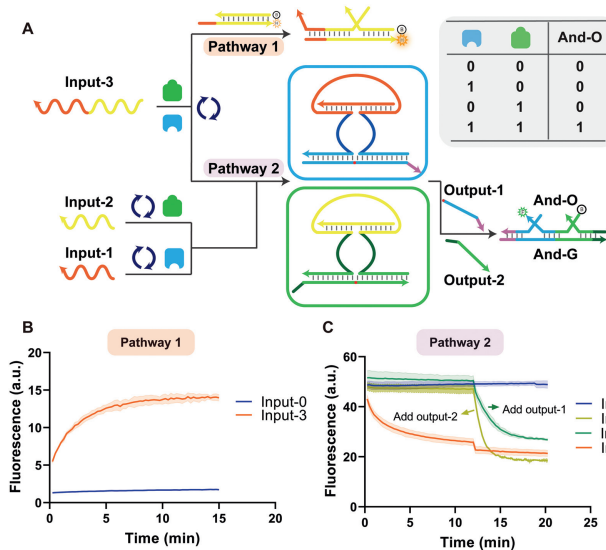 A
Pathway 1
Input-3
Pathway 2
Input-2
Input-1
Output-1
Output-2
And-O
And-G
And-O
0 0 0
1 0 0
0 1 0
1 1 1
B
Pathway 1
Fluorescence (a.u.)
20
15
10
5
0
0 5 10 15 20
Time (min)
Input-0
Input-3
C
Pathway 2
Fluorescence (a.u.)
60
40
20
0
0 5 10 15 20 25
Time (min)
Add output-2
Add output-1